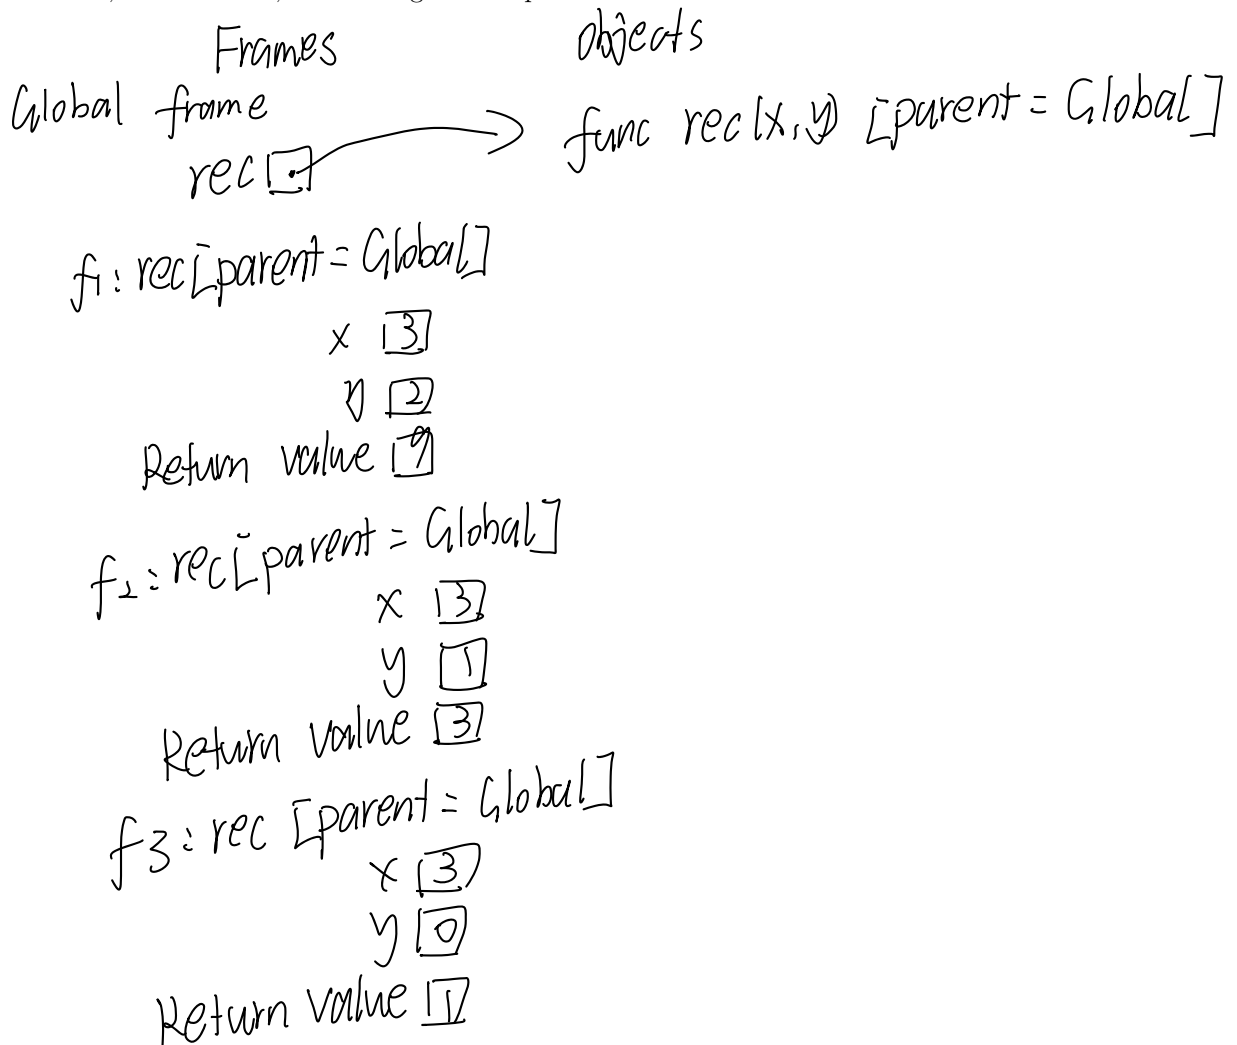 Frames objects
Global frame
rec func rec(x, y) [parent = Global]
f1: rec[parent = Global]
x 3
y 2
Return value 9
f2: rec[parent = Global]
x 3
y 1
Return value 3
f3: rec [parent = Global]
x 3
y 0
Return value 1